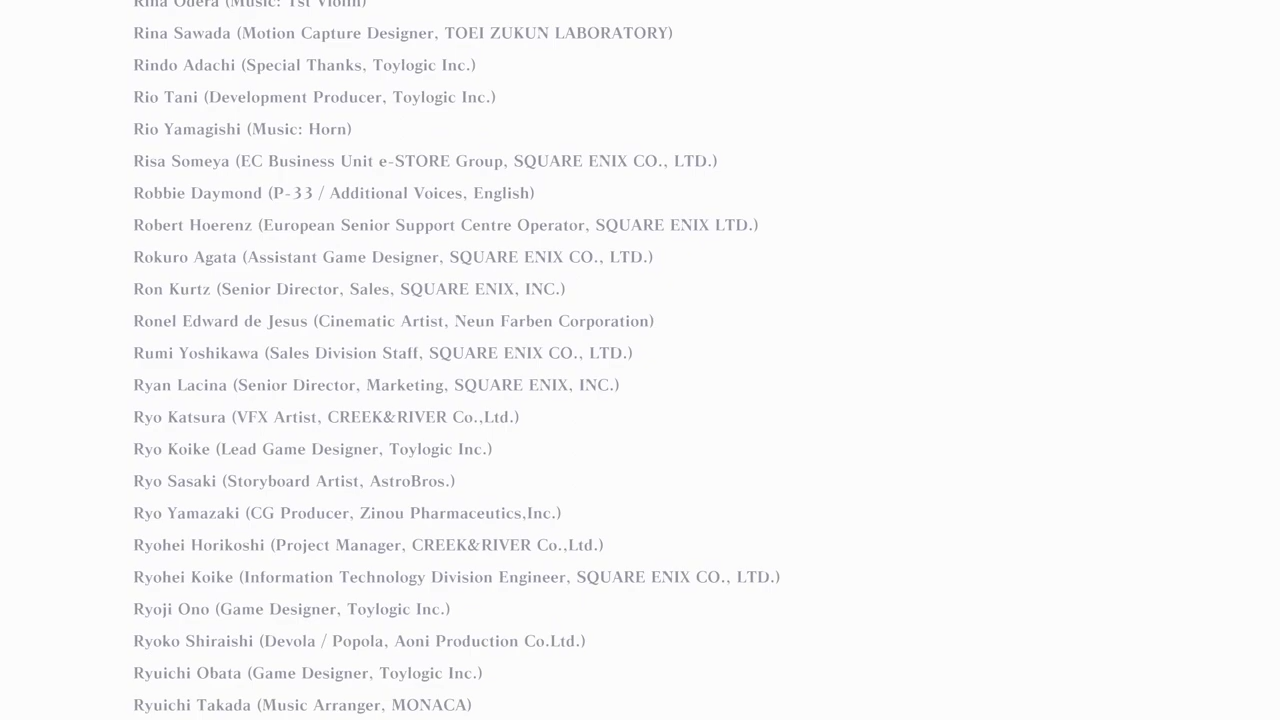 Rina Odera (Music: 1st Violin)
Rina Sawada (Motion Capture Designer, TOEI ZUKUN LABORATORY)
Rindo Adachi (Special Thanks, Toylogic Inc.)
Rio Tani (Development Producer, Toylogic Inc.)
Rio Yamagishi (Music: Horn)
Risa Someya (EC Business Unit e-STORE Group, SQUARE ENIX CO., LTD.)
Robbie Daymond (P-33 / Additional Voices, English)
Robert Hoerenz (European Senior Support Centre Operator, SQUARE ENIX LTD.)
Rokuro Agata (Assistant Game Designer, SQUARE ENIX CO., LTD.)
Ron Kurtz (Senior Director, Sales, SQUARE ENIX, INC.)
Ronel Edward de Jesus (Cinematic Artist, Neun Farben Corporation)
Rumi Yoshikawa (Sales Division Staff, SQUARE ENIX CO., LTD.)
Ryan Lacina (Senior Director, Marketing, SQUARE ENIX, INC.)
Ryo Katsura (VFX Artist, CREEK&RIVER Co.,Ltd.)
Ryo Koike (Lead Game Designer, Toylogic Inc.)
Ryo Sasaki (Storyboard Artist, AstroBros.)
Ryo Yamazaki (CG Producer, Zinou Pharmaceutics,Inc.)
Ryohei Horikoshi (Project Manager, CREEK&RIVER Co.,Ltd.)
Ryohei Koike (Information Technology Division Engineer, SQUARE ENIX CO., LTD.)
Ryoji Ono (Game Designer, Toylogic Inc.)
Ryoko Shiraishi (Devola / Popola, Aoni Production Co.Ltd.)
Ryuichi Obata (Game Designer, Toylogic Inc.)
Ryuichi Takada (Music Arranger, MONACA)